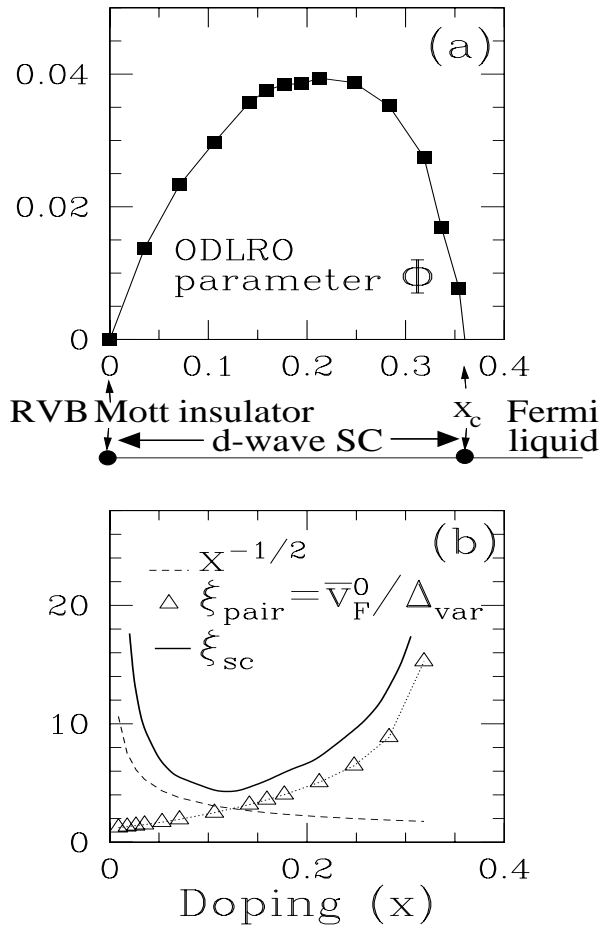 (a)
0.04
0.02
0
ODLRO
parameter Φ
0 0.1 0.2 0.3 0.4
RVB Mott insulator x_c Fermi
d-wave SC liquid
(b)
x^{-1/2}
ξ_pair = v̅_F^0 / Δ_var
ξ_sc
20
10
0
0 0.2 0.4
Doping (x)